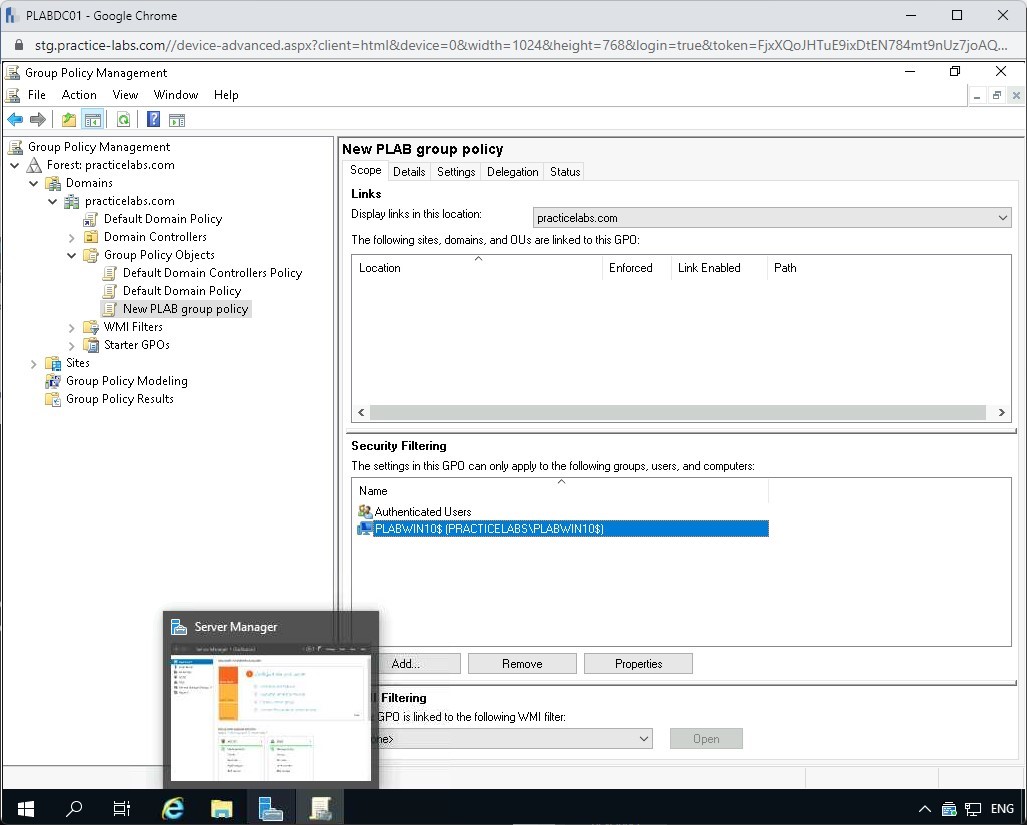 PLABDC01 - Google Chrome
stg.practice-labs.com//device-advanced.aspx?client=html&device=0&width=1024&height=768&login=true&token=FjxXQoJHTuE9ixDtEN784mt9nUz7joAQ...
Group Policy Management
File Action View Window Help
Group Policy Management
Forest: practicelabs.com
Domains
practicelabs.com
Default Domain Policy
Domain Controllers
Group Policy Objects
Default Domain Controllers Policy
Default Domain Policy
New PLAB group policy
WMI Filters
Starter GPOs
Sites
Group Policy Modeling
Group Policy Results
New PLAB group policy
Scope Details Settings Delegation Status
Links
Display links in this location: practicelabs.com
The following sites, domains, and OUs are linked to this GPO:
Location Enforced Link Enabled Path
Security Filtering
The settings in this GPO can only apply to the following groups, users, and computers:
Name
Authenticated Users
PLABWIN10$ (PRACTICELABS\PLABWIN10$)
Add... Remove Properties
Filtering
GPO is linked to the following WMI filter:
Open
Server Manager
ENG